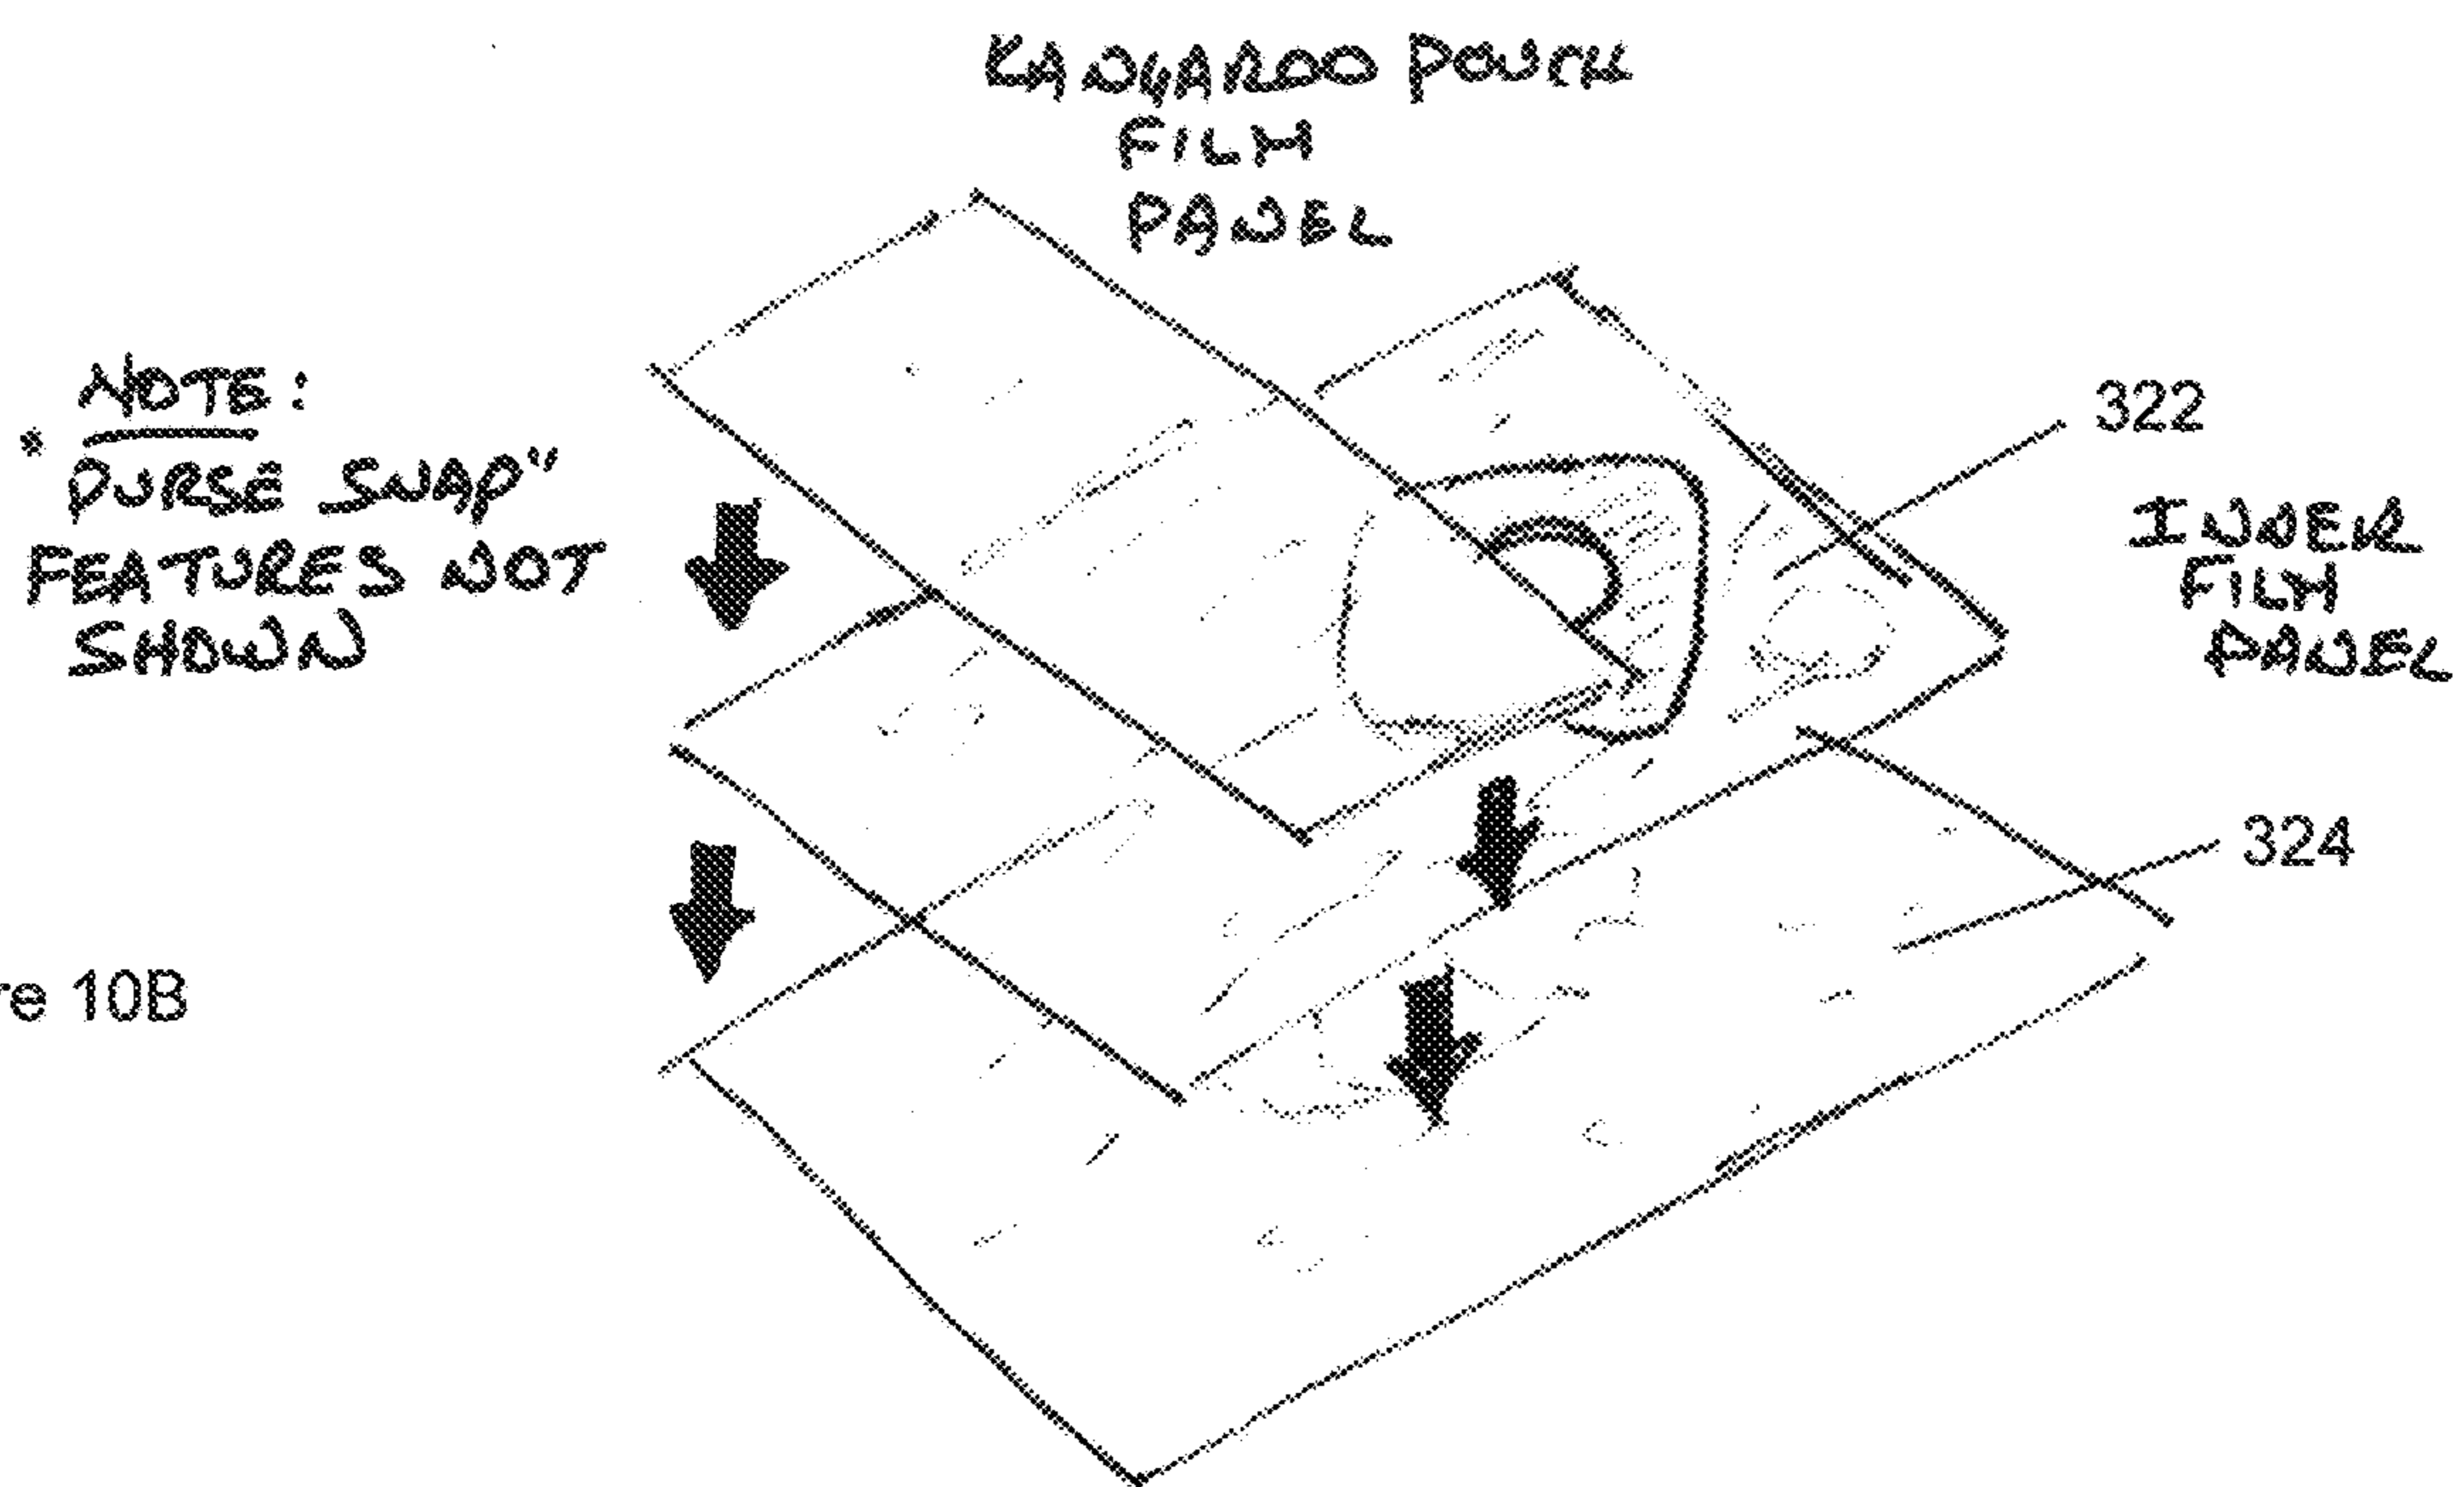 KANGAROO POUCH
FILM
PANEL
* NOTE:
PURSE SNAP"
FEATURES NOT
SHOWN
322
INNER
FILM
PANEL
324
re 10B